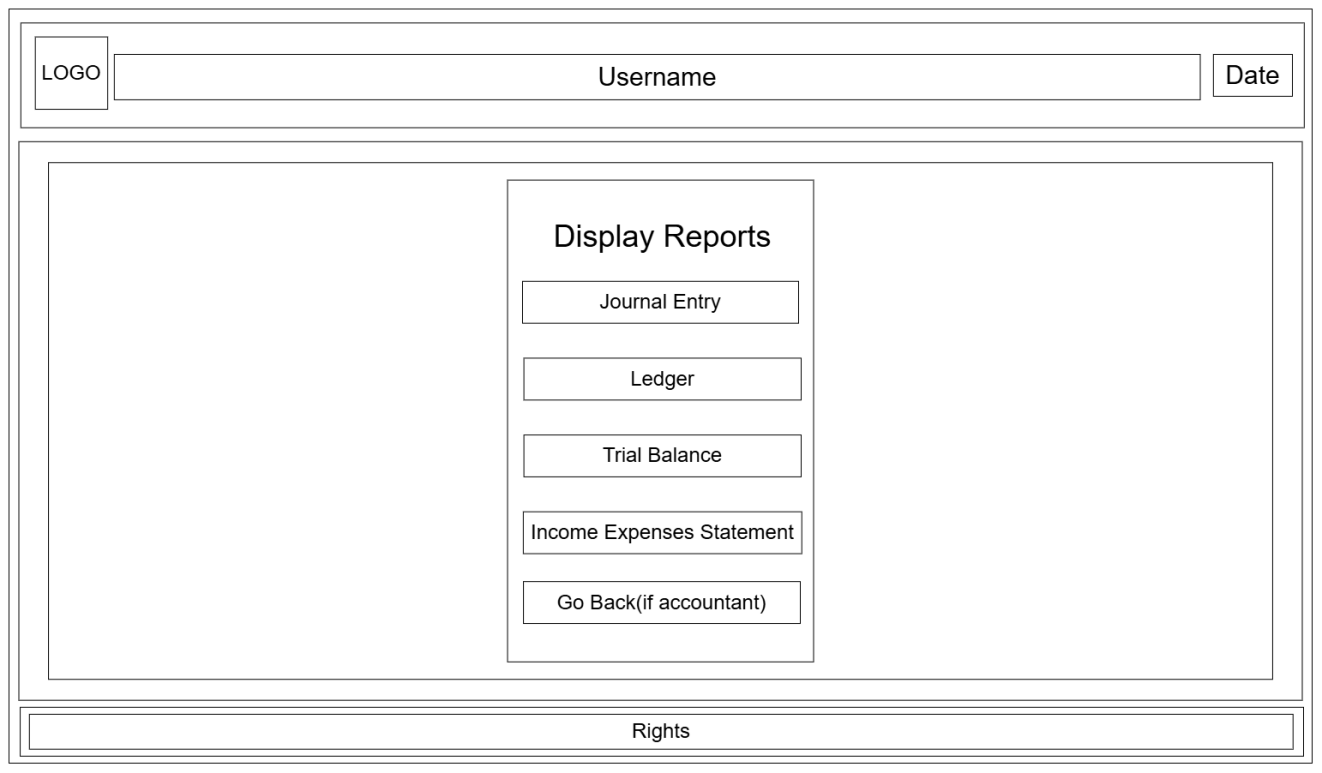 LOGO
Username
Date
Display Reports
Journal Entry
Ledger
Trial Balance
Income Expenses Statement
Go Back(if accountant)
Rights